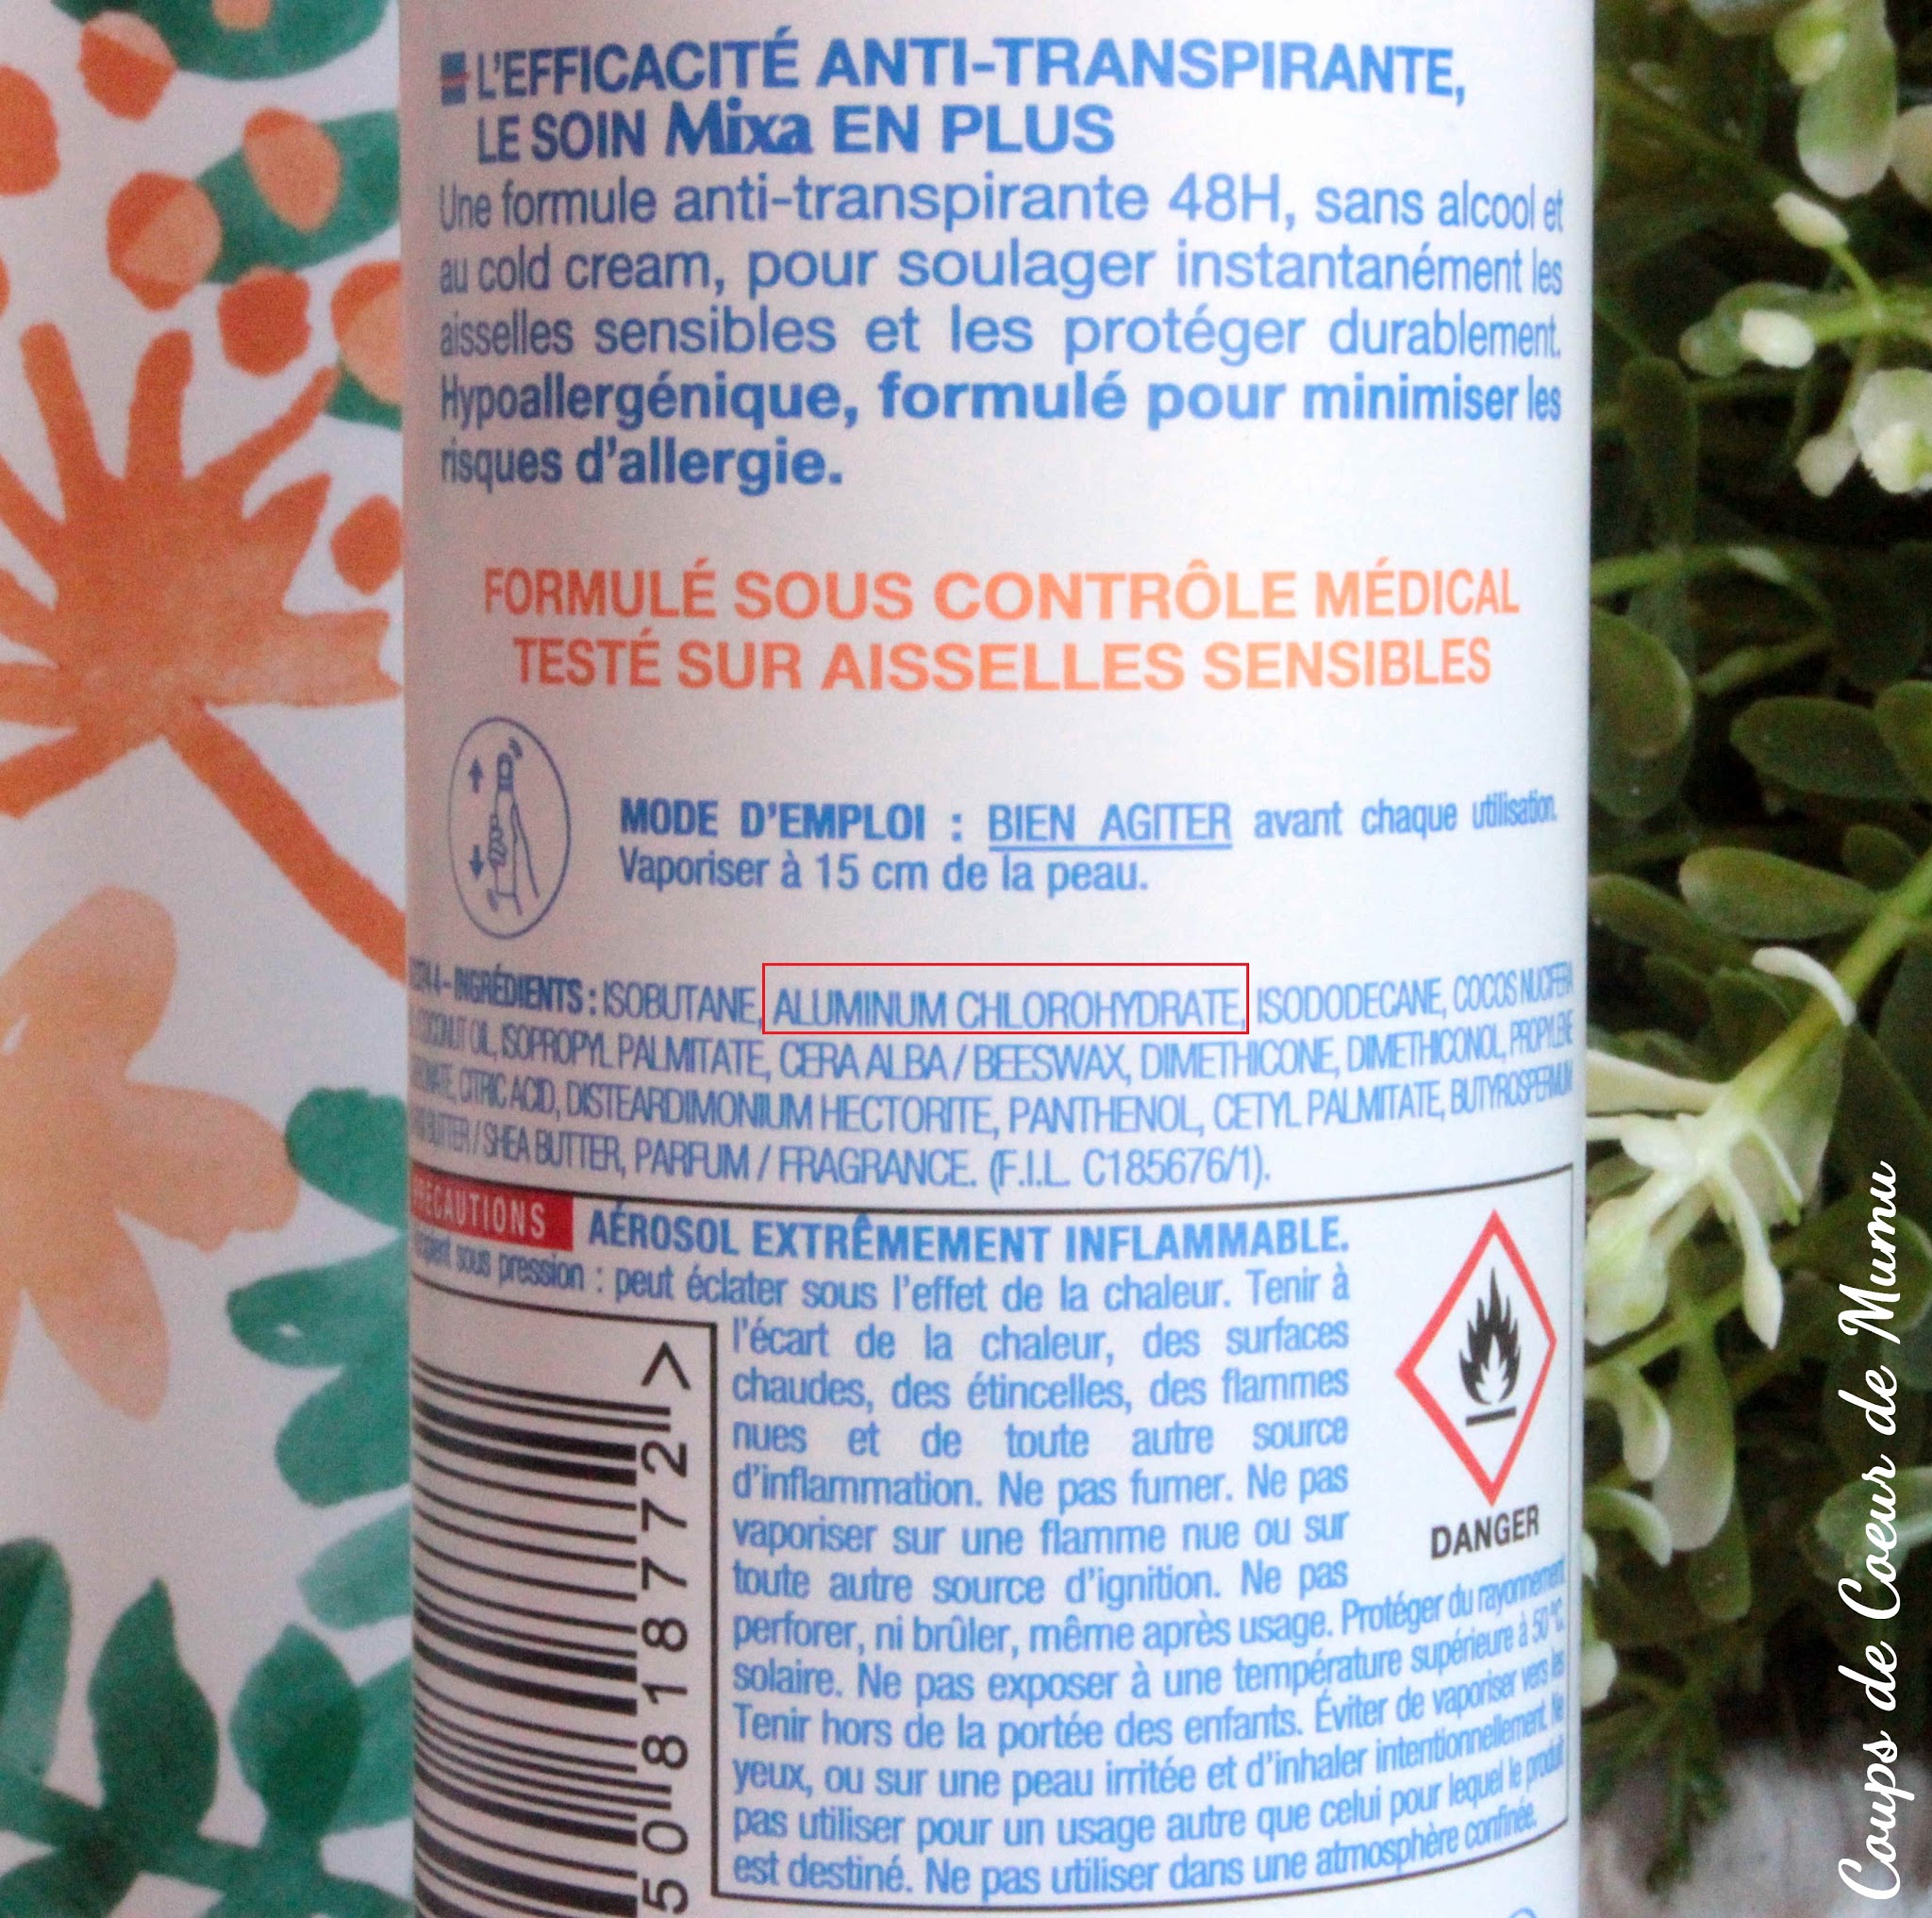 L'EFFICACITÉ ANTI-TRANSPIRANTE,
LE SOIN Mixa EN PLUS
Une formule anti-transpirante 48H, sans alcool et
au cold cream, pour soulager instantanément les
aisselles sensibles et les protéger durablement.
Hypoallergénique, formulé pour minimiser les
risques d'allergie.
FORMULÉ SOUS CONTRÔLE MÉDICAL
TESTÉ SUR AISSELLES SENSIBLES
MODE D'EMPLOI : BIEN AGITER avant chaque utilisation.
Vaporiser à 15 cm de la peau.
- INGRÉDIENTS : ISOBUTANE, ALUMINUM CHLOROHYDRATE, ISODODECANE, COCOS NUCIFERA
COCONUT OIL, ISOPROPYL PALMITATE, CERA ALBA / BEESWAX, DIMETHICONE, DIMETHICONOL, PROPYLENE
CITRIC ACID, DISTEARDIMONIUM HECTORITE, PANTHENOL, CETYL PALMITATE, BUTYROSPERMUM
BUTTER / SHEA BUTTER, PARFUM / FRAGRANCE. (F.I.L. C185676/1).
PRÉCAUTIONS AÉROSOL EXTRÊMEMENT INFLAMMABLE.
sous pression : peut éclater sous l'effet de la chaleur. Tenir à
l'écart de la chaleur, des surfaces
chaudes, des étincelles, des flammes
nues et de toute autre source
d'inflammation. Ne pas fumer. Ne pas
vaporiser sur une flamme nue ou sur
toute autre source d'ignition. Ne pas
perforer, ni brûler, même après usage. Protéger du rayonnement
solaire. Ne pas exposer à une température supérieure à 50 °C.
Tenir hors de la portée des enfants. Éviter de vaporiser vers les
yeux, ou sur une peau irritée et d'inhaler intentionnellement. Ne
pas utiliser pour un usage autre que celui pour lequel le produit
est destiné. Ne pas utiliser dans une atmosphère confinée.
DANGER
50818772 >
Coups de Coeur de Mumu